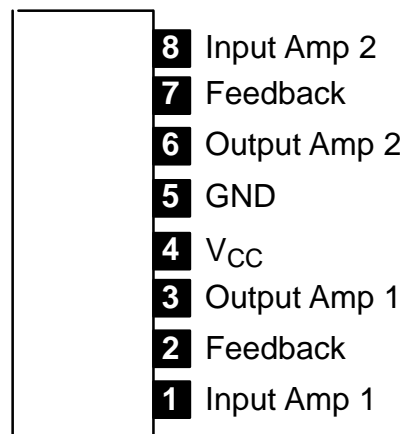 8 Input Amp 2
7 Feedback
6 Output Amp 2
5 GND
4 VCC
3 Output Amp 1
2 Feedback
1 Input Amp 1